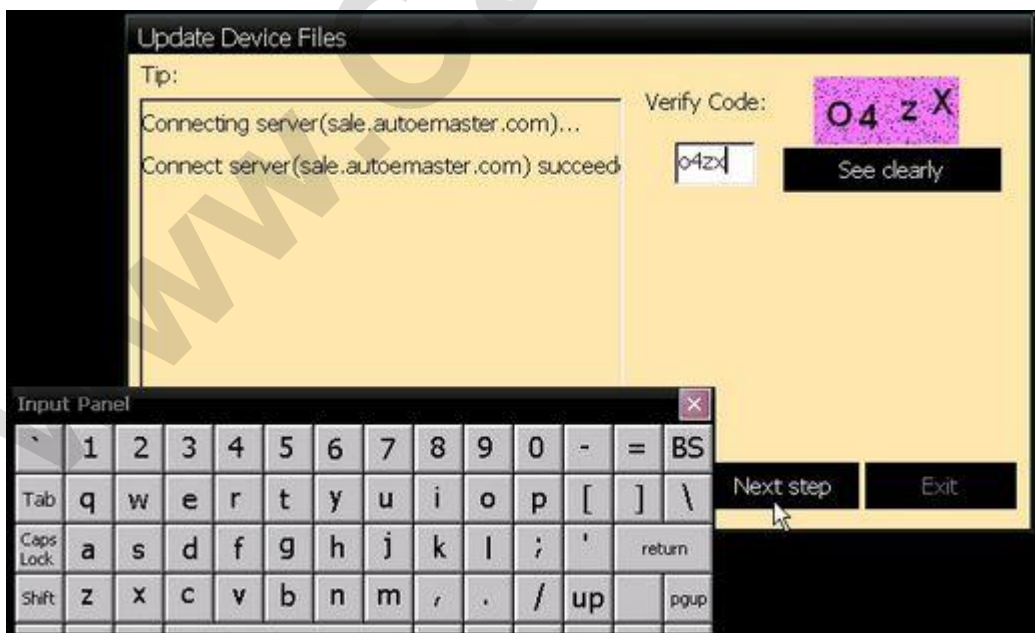 Update Device Files
Tip:
Connecting server(sale.autoemaster.com)...
Connect server(sale.autoemaster.com) succeed
Verify Code:
O4 z X
o4zx
See clearly
Input Panel
` 1 2 3 4 5 6 7 8 9 0 - = BS
Tab q w e r t y u i o p [ ] \
Caps Lock a s d f g h j k l ; ' return
Shift z x c v b n m , . / up pgup
Next step
Exit